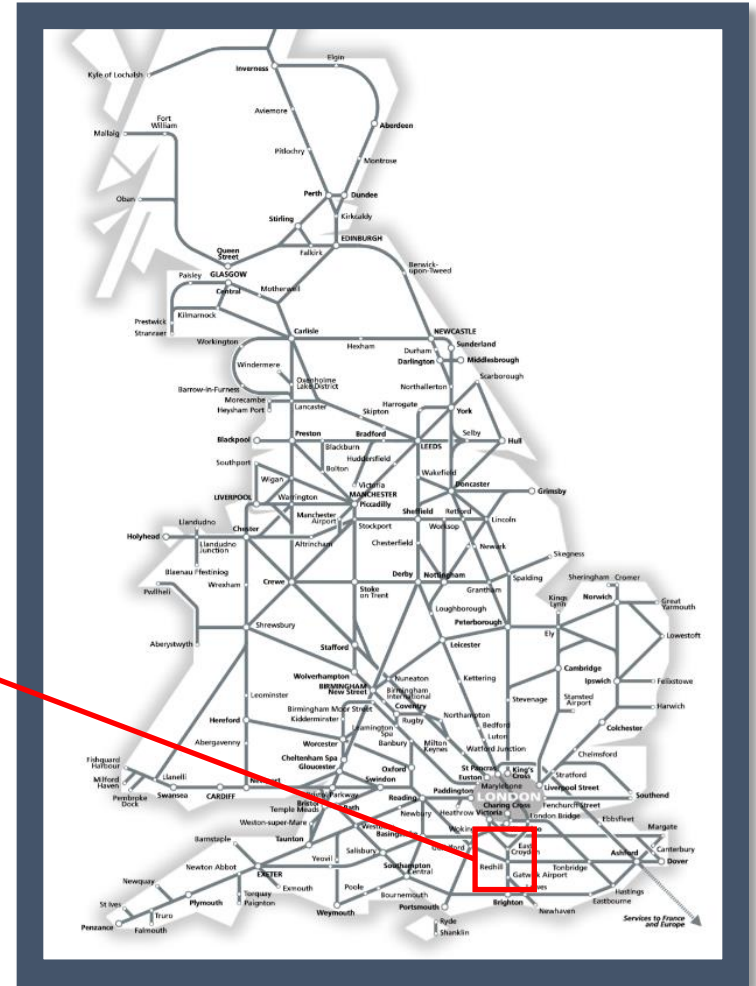 Elgin
Inverness
Kyle of Lochalsh
Aviemore
Fort
William
Mallaig
Aberdeen
Pitlochry
Montrose
Perth
Dundee
Oban
Stirling
Kirkcaldy
Queen
Street
Falkirk
EDINBURGH
Berwick-
upon-Tweed
Paisley
GLASGOW
Central
Motherwell
Prestwick
Kilmarnock
Stranraer
Carlisle
NEWCASTLE
Workington
Hexham
Sunderland
Durham
Darlington
Middlesbrough
Windermere
Scarborough
Oxenholme
Lake District
Barrow-in-Furness
Northallerton
Morecambe
Heysham Port
Lancaster
Harrogate
Skipton
York
Blackpool
Preston
Bradford
LEEDS
Selby
Hull
Blackburn
Huddersfield
Southport
Bolton
Wakefield
Wigan
Victoria
Doncaster
MANCHESTER
Piccadilly
Grimsby
LIVERPOOL
Warrington
Manchester
Airport
Stockport
Sheffield
Retford
Worksop
Lincoln
Llandudno
Holyhead
Chester
Llandudno
Junction
Altrincham
Chesterfield
Newark
Skegness
Blaenau Ffestiniog
Pwllheli
Wrexham
Crewe
Stoke
on Trent
Derby
Nottingham
Grantham
Spalding
Sheringham
Cromer
Kings
Lynn
Norwich
Great
Yarmouth
Loughborough
Peterborough
Ely
Lowestoft
Aberystwyth
Shrewsbury
Stafford
Leicester
Wolverhampton
BIRMINGHAM
New Street
Nuneaton
Birmingham
International
Kettering
Cambridge
Ipswich
Felixstowe
Leominster
Birmingham Moor Street
Coventry
Stevenage
Stansted
Airport
Harwich
Hereford
Kidderminster
Leamington
Spa
Rugby
Northampton
Bedford
Colchester
Abergavenny
Worcester
Banbury
Milton
Keynes
Luton
Watford Junction
Chelmsford
Fishguard
Harbour
Cheltenham Spa
Gloucester
Oxford
St Pancras
Euston
King's
Cross
Stratford
Milford
Haven
Llanelli
Newport
Swindon
Marylebone
Liverpool Street
Pembroke
Dock
Swansea
CARDIFF
Parkway
Reading
Paddington
LONDON
Southend
Bristol
Temple Meads
Bath
Newbury
Heathrow
Victoria
Charing Cross
Fenchurch Street
London Bridge
Ebbsfleet
Weston-super-Mare
Margate
Barnstaple
Taunton
Salisbury
East
Croydon
Canterbury
Newton Abbot
Yeovil
Southampton
Central
Redhill
Tonbridge
Ashford
Dover
Newquay
EXETER
Exmouth
Poole
Gatwick Airport
Torquay
Paignton
Bournemouth
Hastings
St Ives
Plymouth
Weymouth
Portsmouth
Brighton
Newhaven
Eastbourne
Truro
Penzance
Falmouth
Ryde
Shanklin
Services to France
and Europe